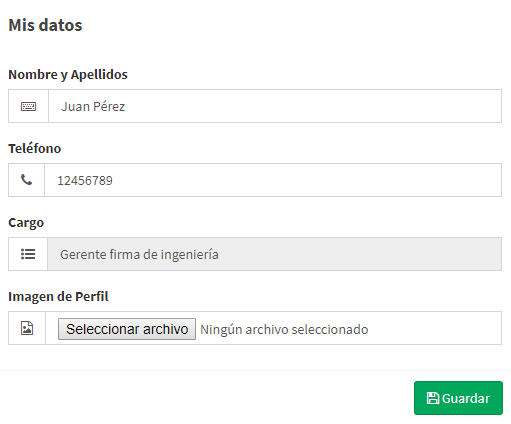 Mis datos
Nombre y Apellidos
Juan Pérez
Teléfono
12456789
Cargo
Gerente firma de ingeniería
Imagen de Perfil
Seleccionar archivo Ningún archivo seleccionado
Guardar